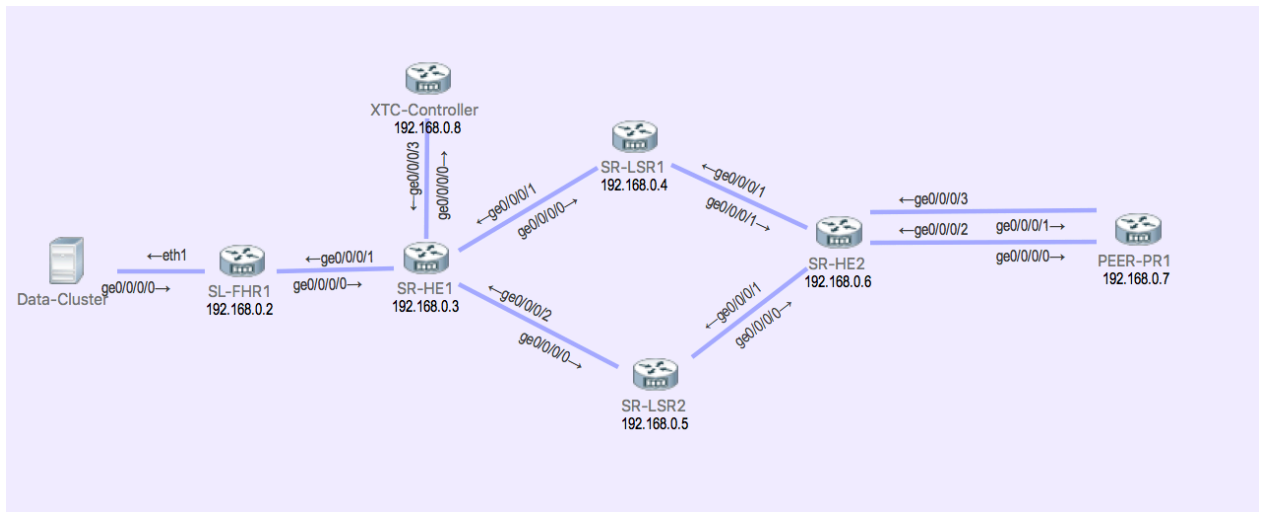 XTC-Controller
192.168.0.8
←ge0/0/0/3
ge0/0/0/0→
SR-LSR1
192.168.0.4
←ge0/0/0/1
ge0/0/0/0→
←ge0/0/0/1
ge0/0/0/1→
←ge0/0/0/3
ge0/0/0/1→
←ge0/0/0/2
ge0/0/0/0→
PEER-PR1
192.168.0.7
SR-HE2
192.168.0.6
←eth1
ge0/0/0/0→
Data-Cluster
SL-FHR1
192.168.0.2
←ge0/0/0/1
ge0/0/0/0→
SR-HE1
192.168.0.3
←ge0/0/0/2
ge0/0/0/0→
←ge0/0/0/1
ge0/0/0/0→
SR-LSR2
192.168.0.5